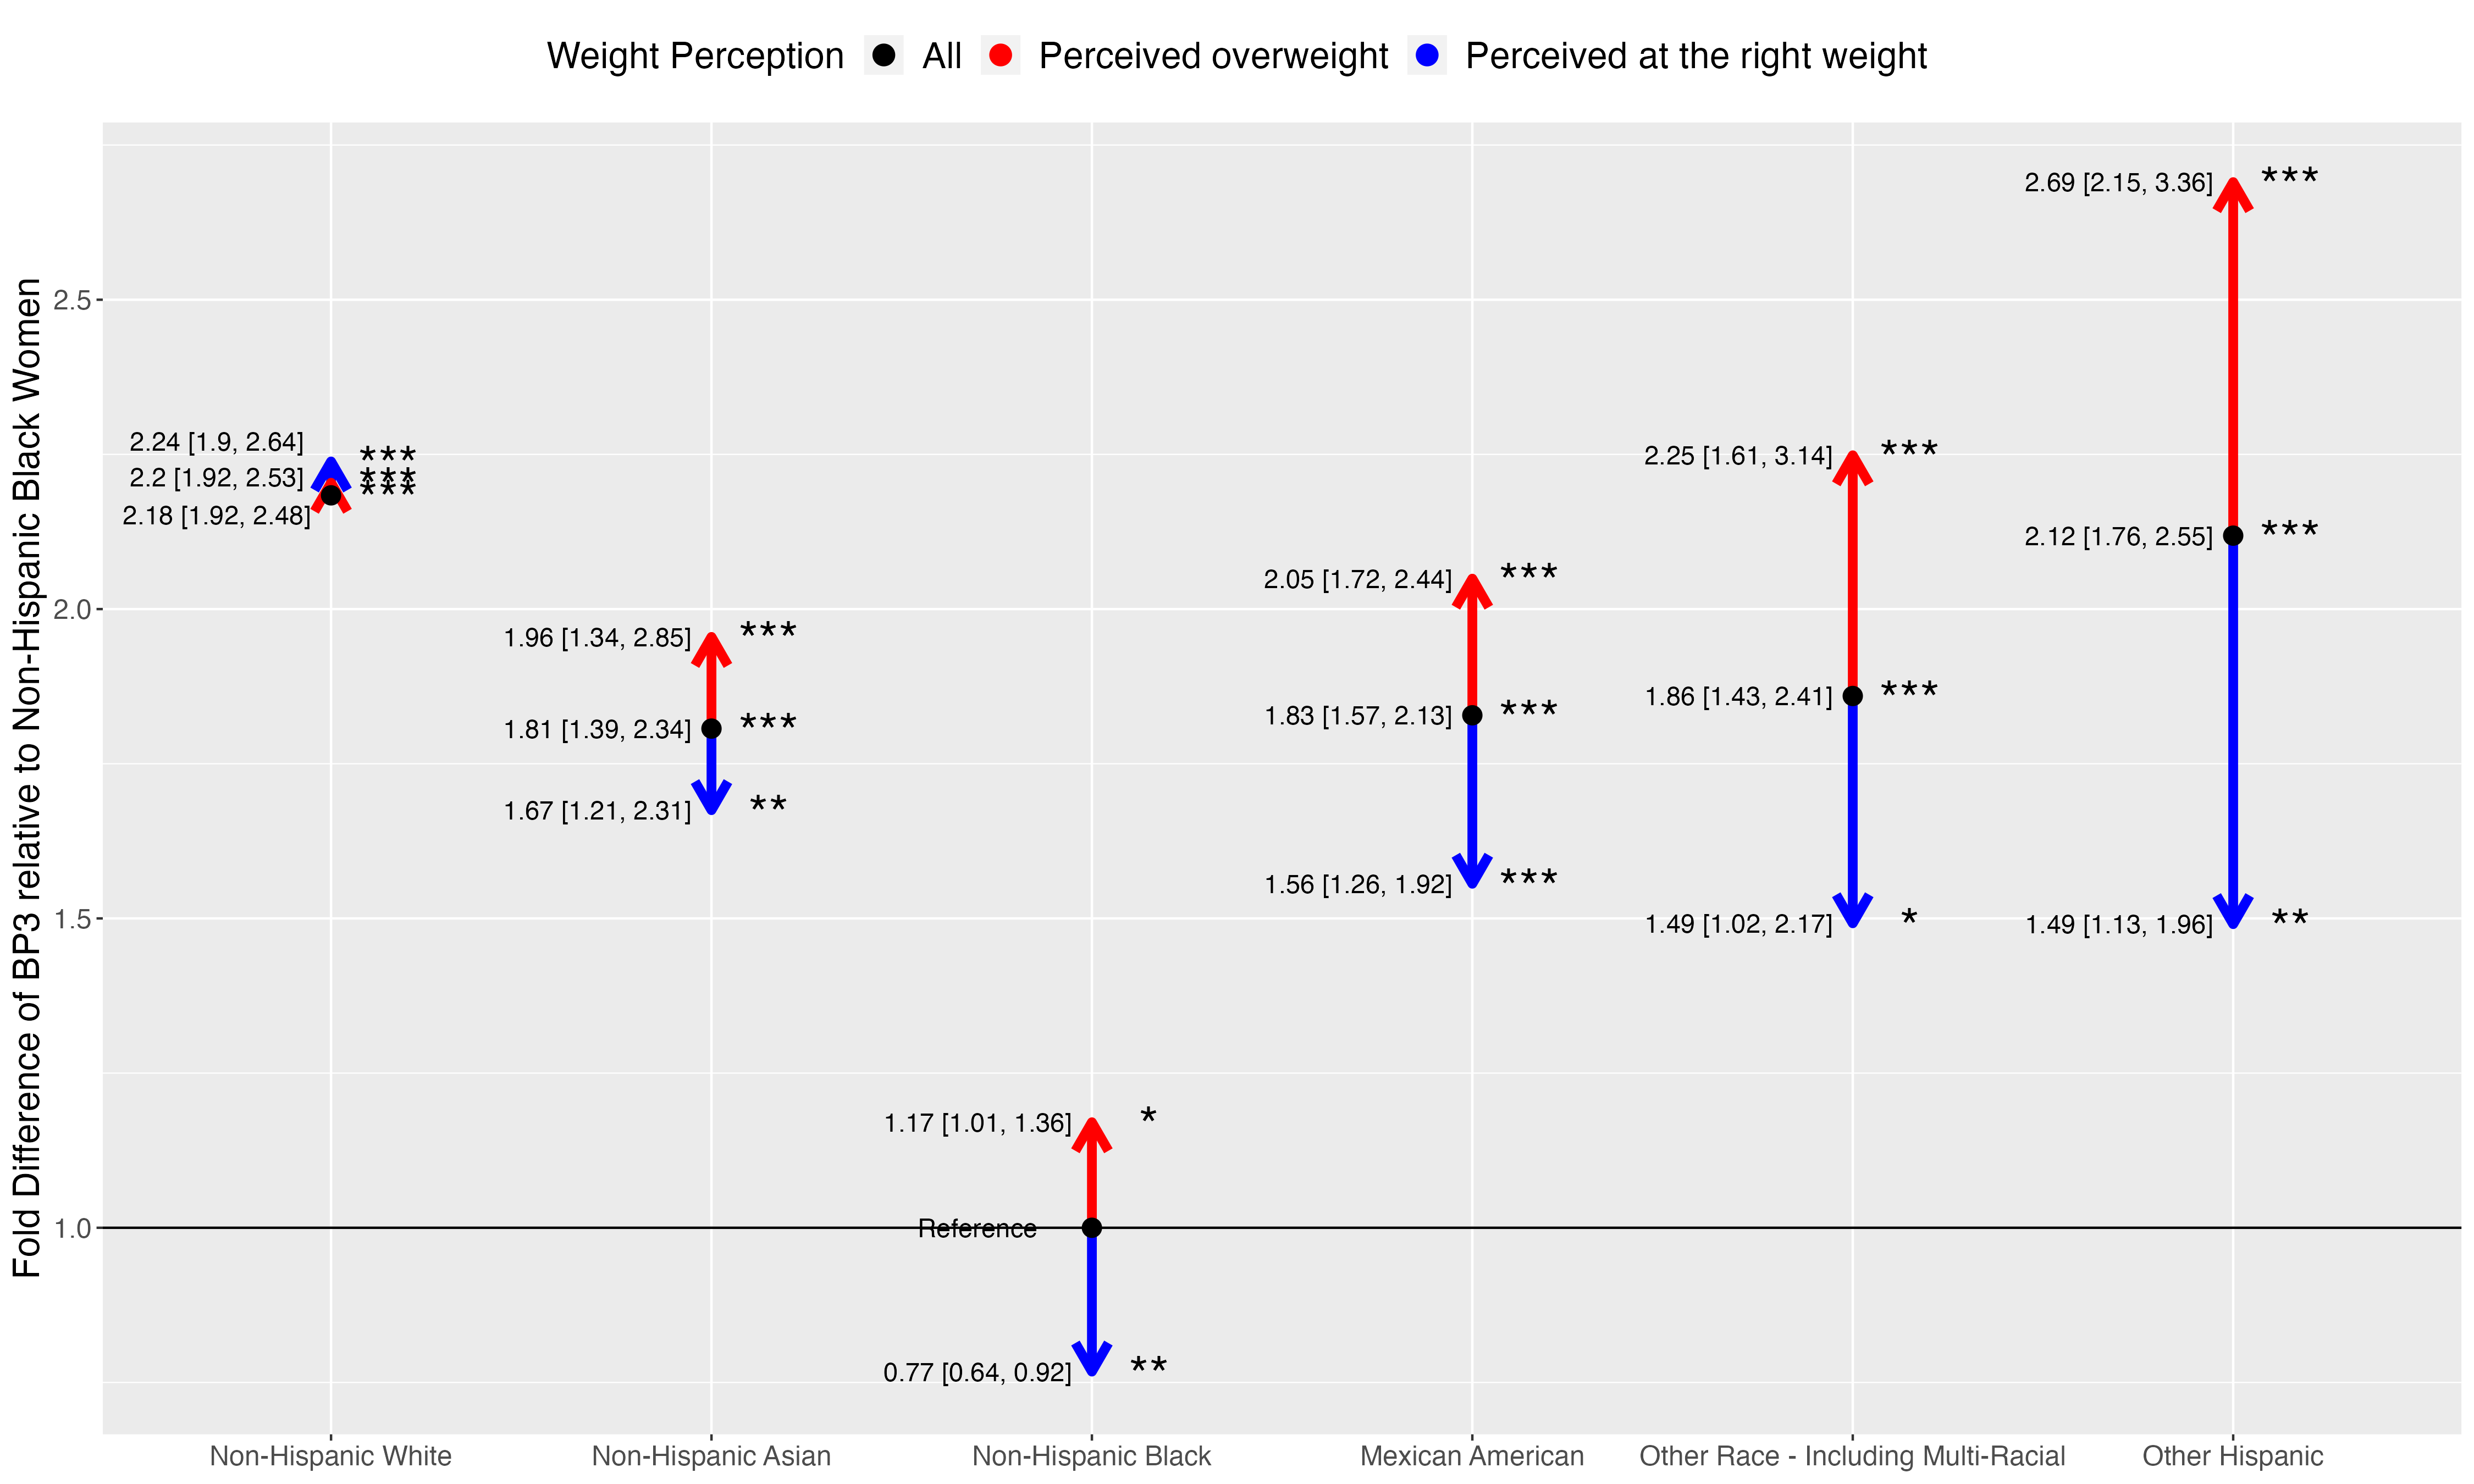 Weight Perception All Perceived overweight Perceived at the right weight
Fold Difference of BP3 relative to Non-Hispanic Black Women
2.5
2.0
1.5
1.0
2.24 [1.9, 2.64] ***
2.2 [1.92, 2.53] ***
2.18 [1.92, 2.48] ***
1.96 [1.34, 2.85] ***
1.81 [1.39, 2.34] ***
1.67 [1.21, 2.31] **
1.17 [1.01, 1.36] *
Reference
0.77 [0.64, 0.92] **
2.05 [1.72, 2.44] ***
1.83 [1.57, 2.13] ***
1.56 [1.26, 1.92] ***
2.25 [1.61, 3.14] ***
1.86 [1.43, 2.41] ***
1.49 [1.02, 2.17] *
2.69 [2.15, 3.36] ***
2.12 [1.76, 2.55] ***
1.49 [1.13, 1.96] **
Non-Hispanic White Non-Hispanic Asian Non-Hispanic Black Mexican American Other Race - Including Multi-Racial Other Hispanic